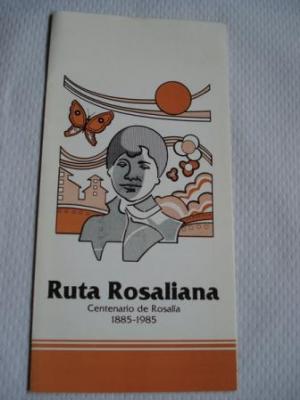 Ruta Rosaliana
Centenario de Rosalía
1885-1985